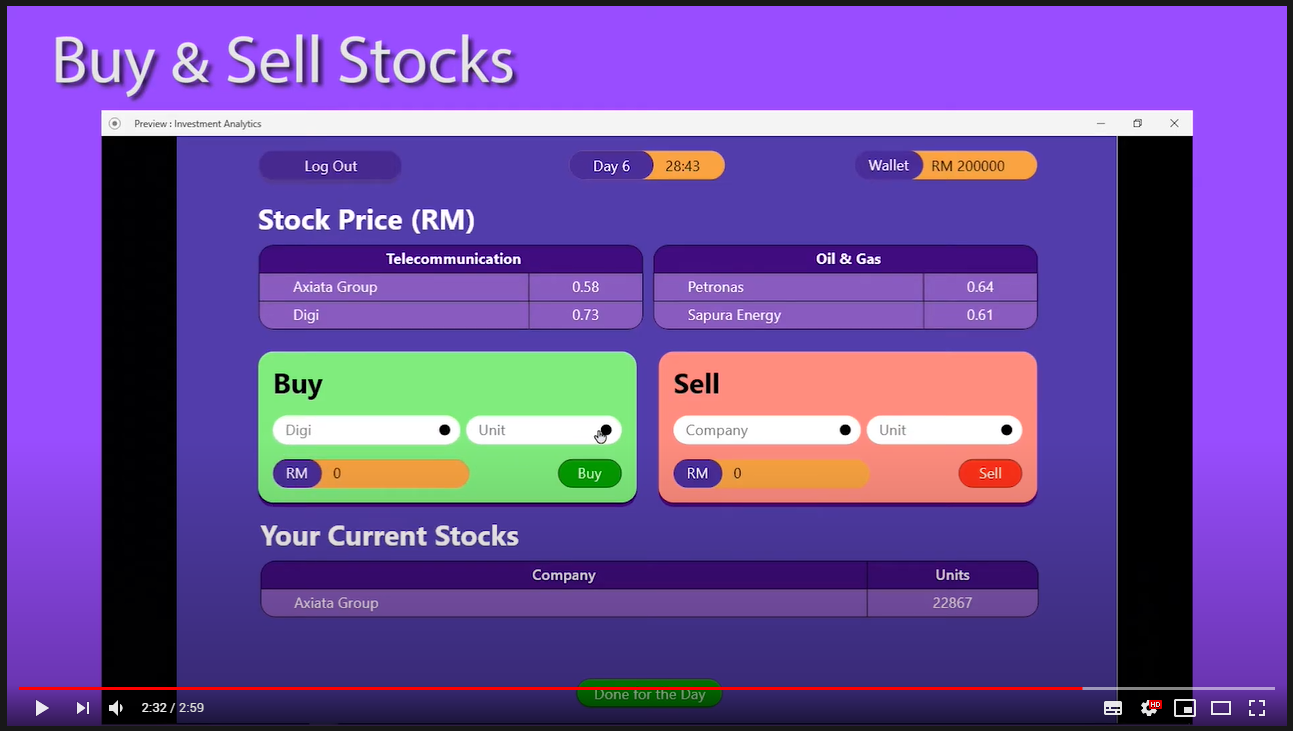 Buy & Sell Stocks
Preview : Investment Analytics
Log Out
Day 6
28:43
Wallet
RM 200000
Stock Price (RM)
Telecommunication
Axiata Group 0.58
Digi 0.73
Oil & Gas
Petronas 0.64
Sapura Energy 0.61
Buy
Digi
Unit
RM 0
Buy
Sell
Company
Unit
RM 0
Sell
Your Current Stocks
Company Units
Axiata Group 22867
Done for the Day
2:32 / 2:59
HD